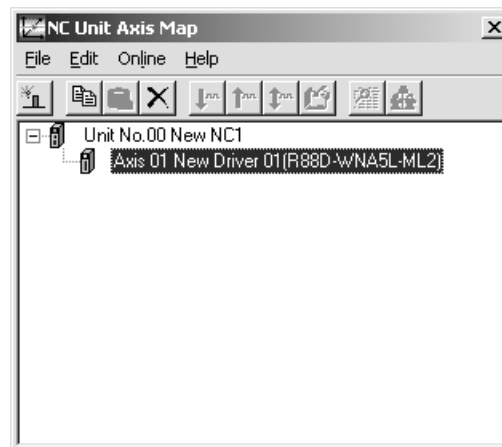 NC Unit Axis Map
File Edit Online Help
Unit No.00 New NC1
Axis 01 New Driver 01(R88D-WNA5L-ML2)